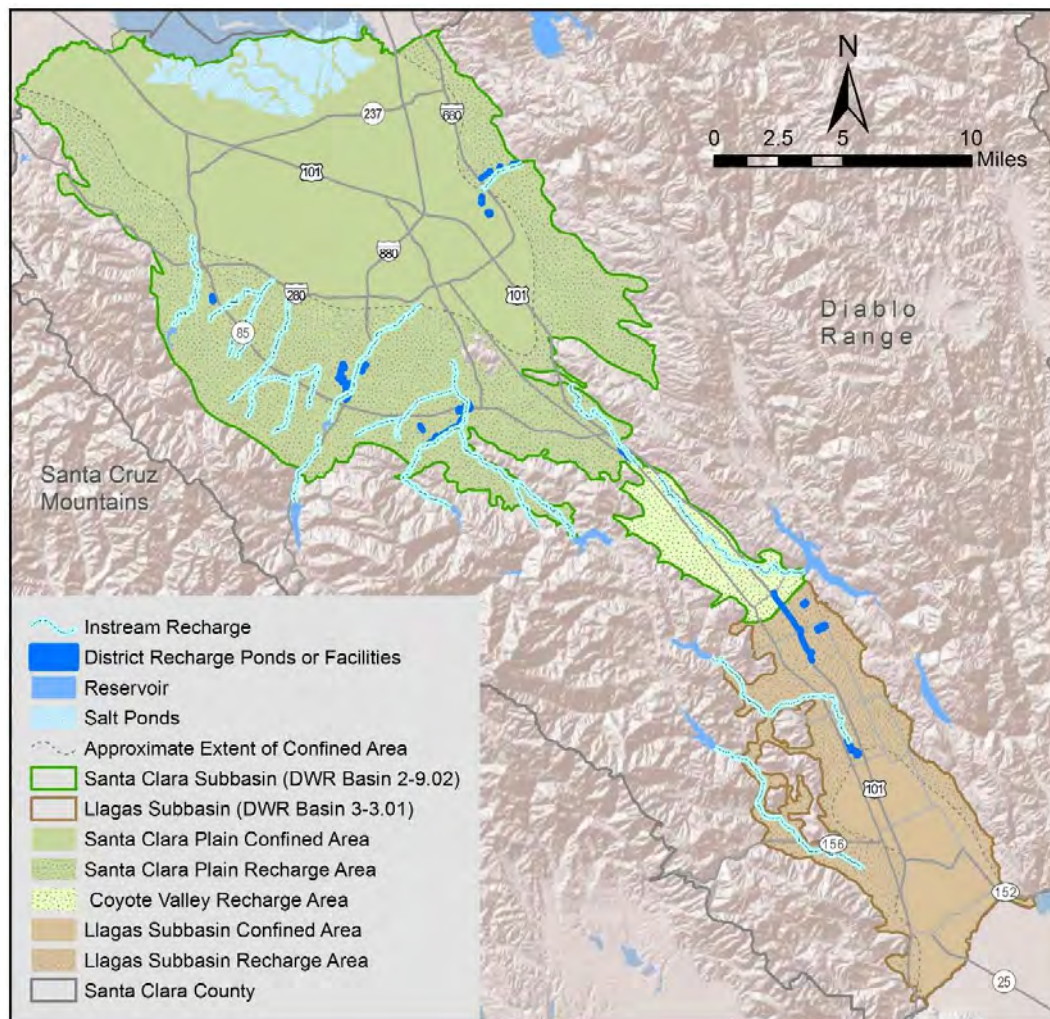 N
0 2.5 5 10
Miles
237
680
101
880
101
280
85
Diablo
Range
Santa Cruz
Mountains
101
156
152
25
Instream Recharge
District Recharge Ponds or Facilities
Reservoir
Salt Ponds
Approximate Extent of Confined Area
Santa Clara Subbasin (DWR Basin 2-9.02)
Llagas Subbasin (DWR Basin 3-3.01)
Santa Clara Plain Confined Area
Santa Clara Plain Recharge Area
Coyote Valley Recharge Area
Llagas Subbasin Confined Area
Llagas Subbasin Recharge Area
Santa Clara County